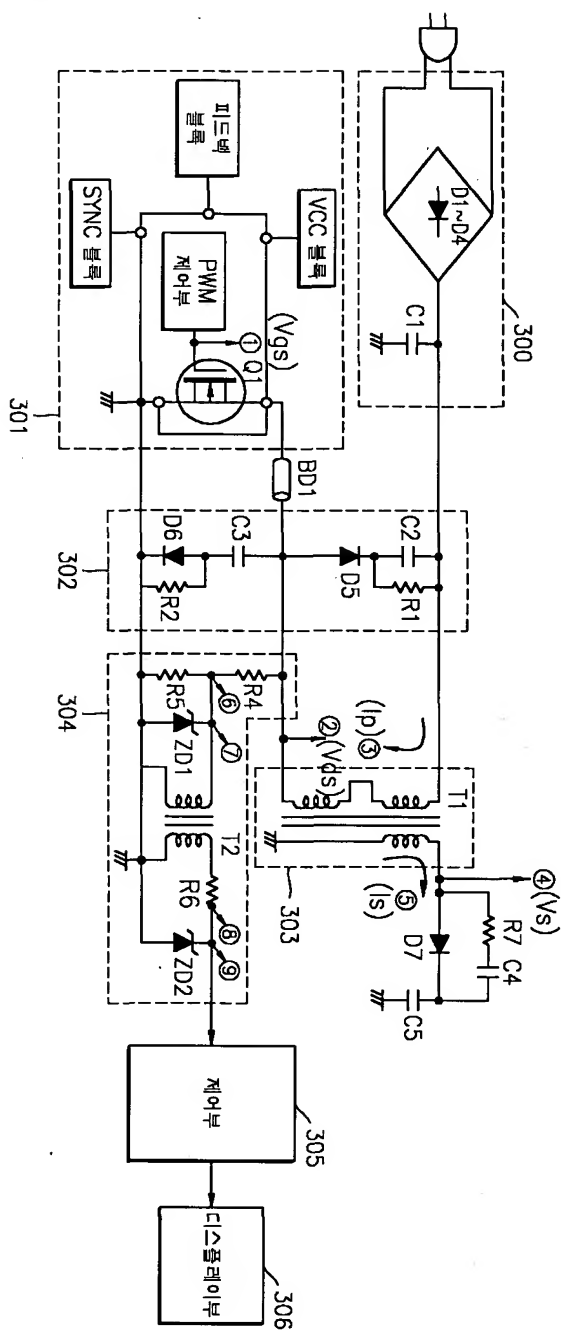 300
D1~D4
C1
C2
R1
D5
C3
D6
R2
302
BD1
VCC 블록
피드백
블록
SYNC 블록
PWM
제어부
①
(Vgs)
Q1
301
③
(Ip)
②
(Vds)
T1
⑤
(Is)
303
④(Vs)
R7
C4
D7
C5
R4
R5
⑥
⑦
ZD1
T2
R6
⑧
⑨
ZD2
304
제어부
305
디스플레이부
306